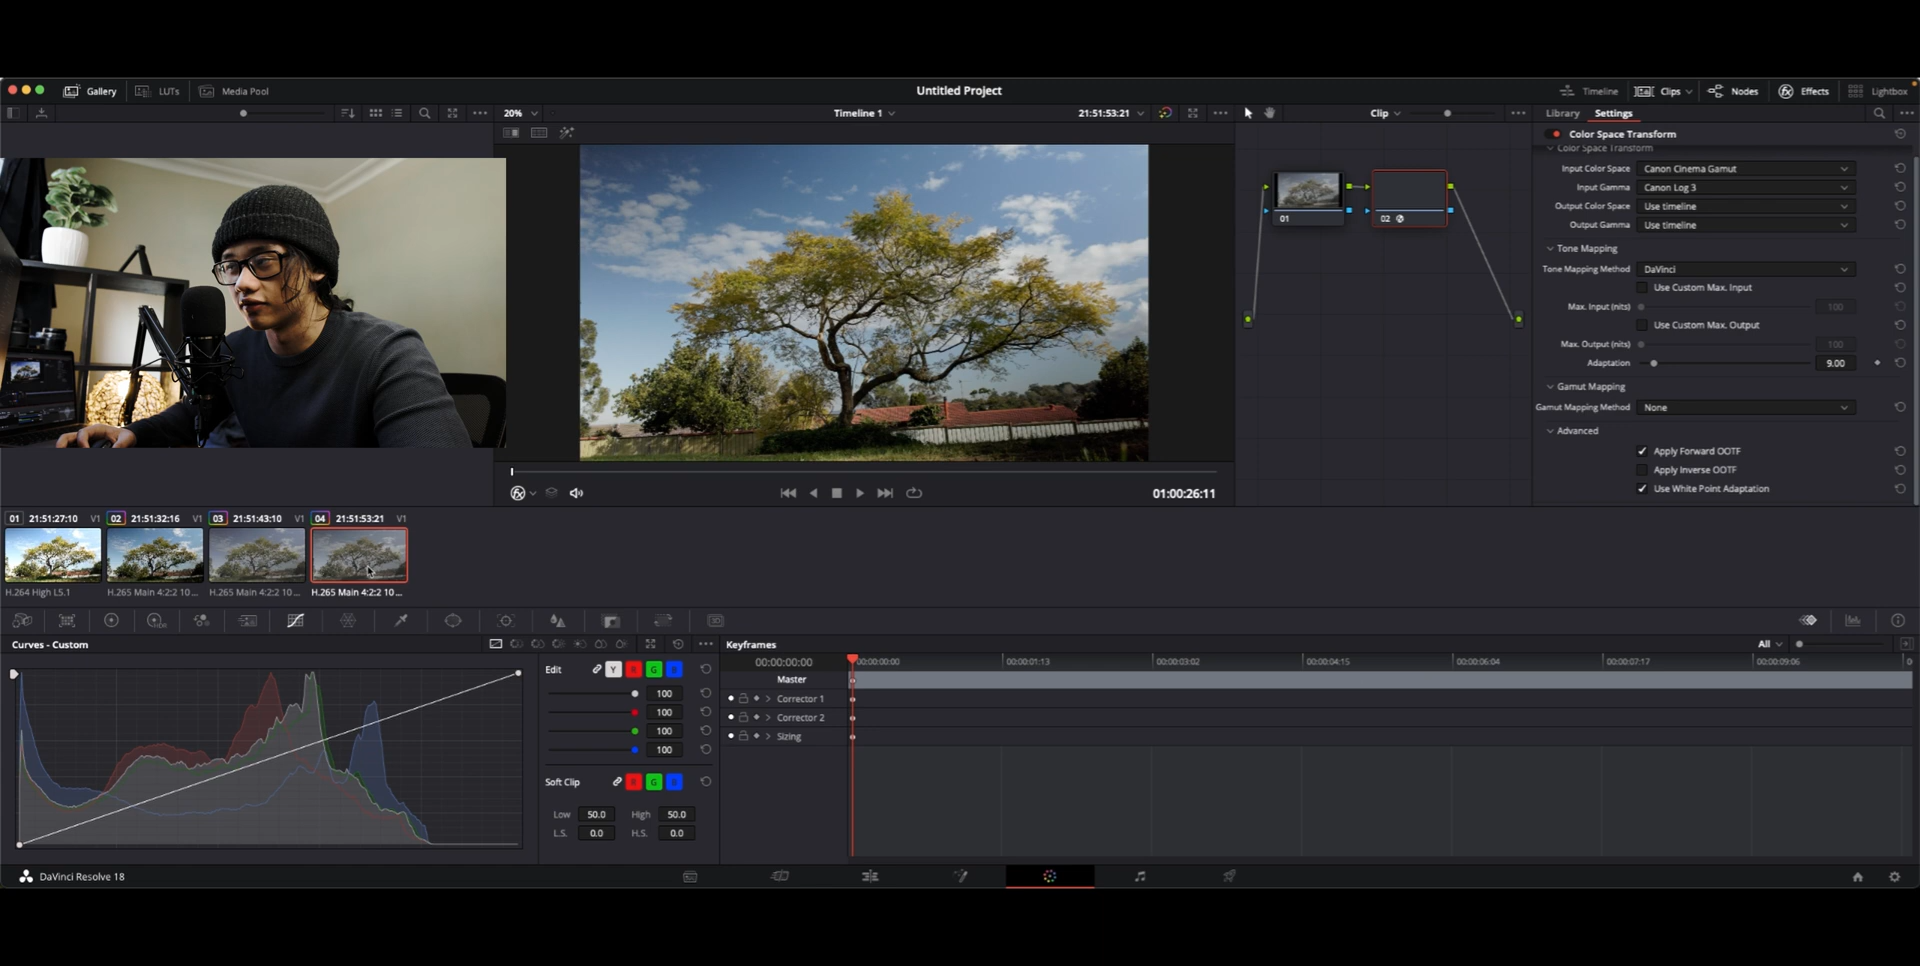 Gallery LUTs Media Pool Untitled Project Timeline Clips Nodes Effects Lightbox
20% Timeline 1 21:51:53:21 Clip Library Settings
Color Space Transform
Color Space Transform
Input Color Space Canon Cinema Gamut
Input Gamma Canon Log 3
Output Color Space Use timeline
Output Gamma Use timeline
Tone Mapping
Tone Mapping Method DaVinci
Use Custom Max. Input
Max. Input (nits) 100
Use Custom Max. Output
Max. Output (nits) 100
Adaptation 9.00
Gamut Mapping
Gamut Mapping Method None
Advanced
Apply Forward OOTF
Apply Inverse OOTF
Use White Point Adaptation
01
02
01:00:26:11
01 21:51:27:10 V1 02 21:51:32:16 V1 03 21:51:43:10 V1 04 21:51:53:21 V1
H.264 High L5.1 H.265 Main 4:2:2 10 ... H.265 Main 4:2:2 10 ... H.265 Main 4:2:2 10 ...
Curves - Custom
Edit Y R G B
100
100
100
100
Soft Clip R G B
Low 50.0 High 50.0
L.S. 0.0 H.S. 0.0
Keyframes All
00:00:00:00 00:00:00:00 00:00:01:13 00:00:03:02 00:00:04:15 00:00:06:04 00:00:07:17 00:00:09:06
Master
Corrector 1
Corrector 2
Sizing
DaVinci Resolve 18